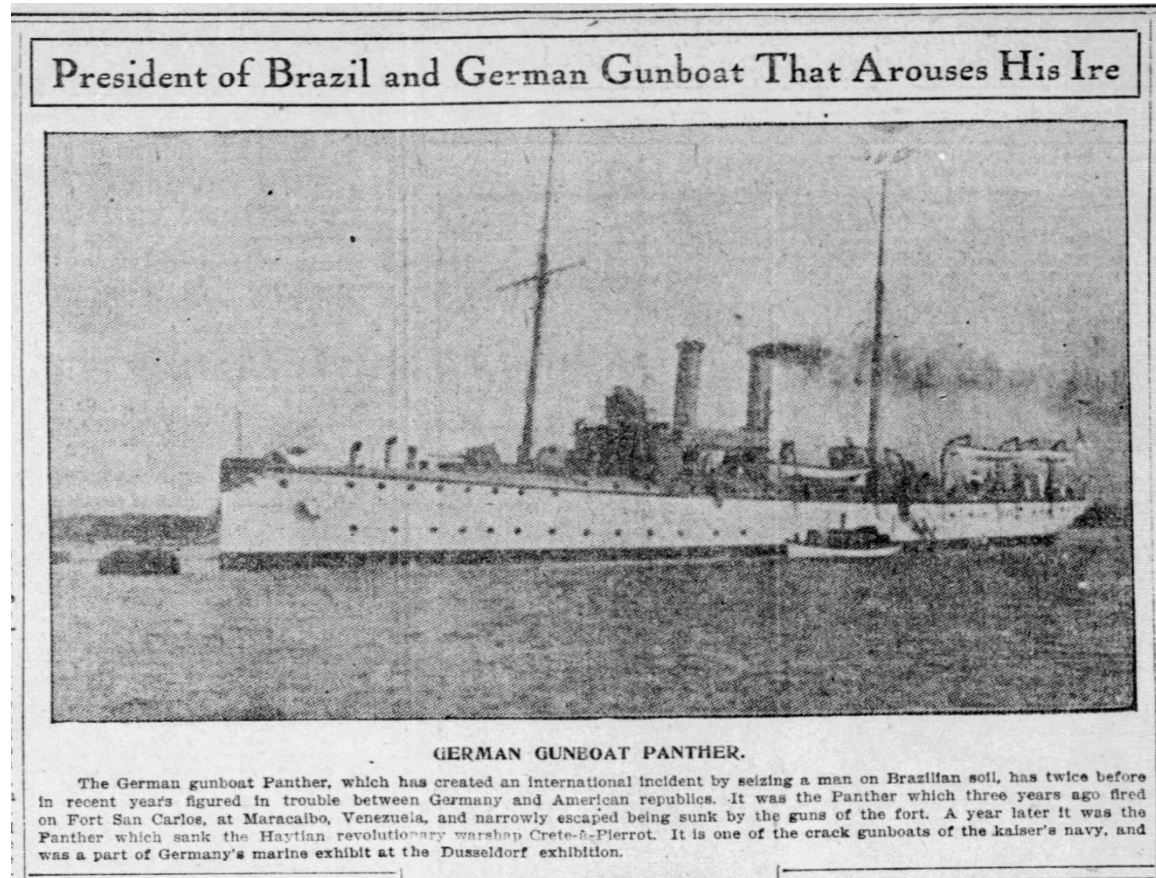 President of Brazil and German Gunboat That Arouses His Ire
GERMAN GUNBOAT PANTHER.
The German gunboat Panther, which has created an international incident by seizing a man on Brazilian soil, has twice before
in recent years figured in trouble between Germany and American republics. It was the Panther which three years ago fired
on Fort San Carlos, at Maracaibo, Venezuela, and narrowly escaped being sunk by the guns of the fort. A year later it was the
Panther which sank the Haytian revolutionary warshap Crete-a-Pierrot. It is one of the crack gunboats of the kaiser's navy, and
was a part of Germany's marine exhibit at the Dusseldorf exhibition.